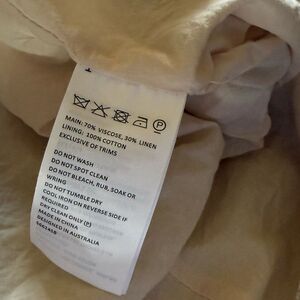 MAIN: 70% VISCOSE, 30% LINEN
LINING: 100% COTTON
EXCLUSIVE OF TRIMS
DO NOT WASH
DO NOT SPOT CLEAN
DO NOT BLEACH, RUB, SOAK OR
WRING
DO NOT TUMBLE DRY
COOL IRON ON REVERSE SIDE IF
REQUIRED
DRY CLEAN ONLY (P)
MADE IN CHINA
DESIGNED IN AUSTRALIA